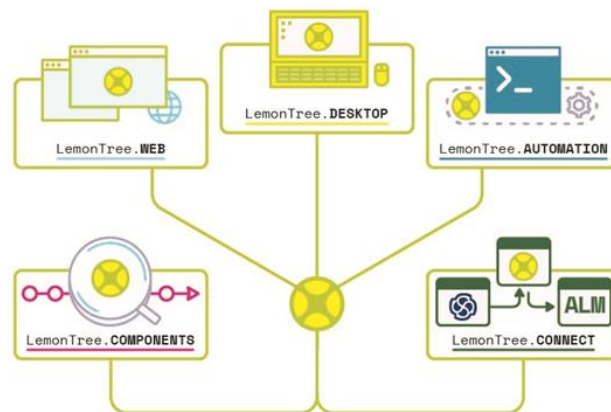 LemonTree.DESKTOP
LemonTree.WEB
LemonTree.AUTOMATION
ALM
LemonTree.COMPONENTS
LemonTree.CONNECT